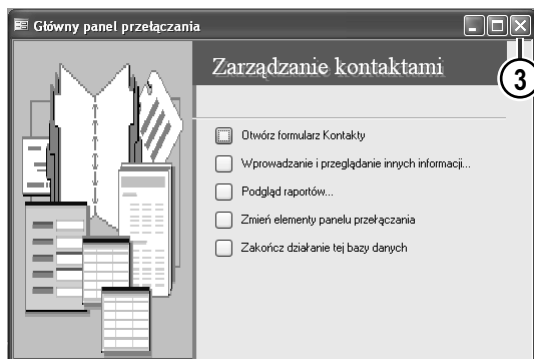 Główny panel przełączania
Zarządzanie kontaktami
3
Otwórz formularz Kontakty
Wprowadzanie i przeglądanie innych informacji...
Podgląd raportów...
Zmień elementy panelu przełączania
Zakończ działanie tej bazy danych